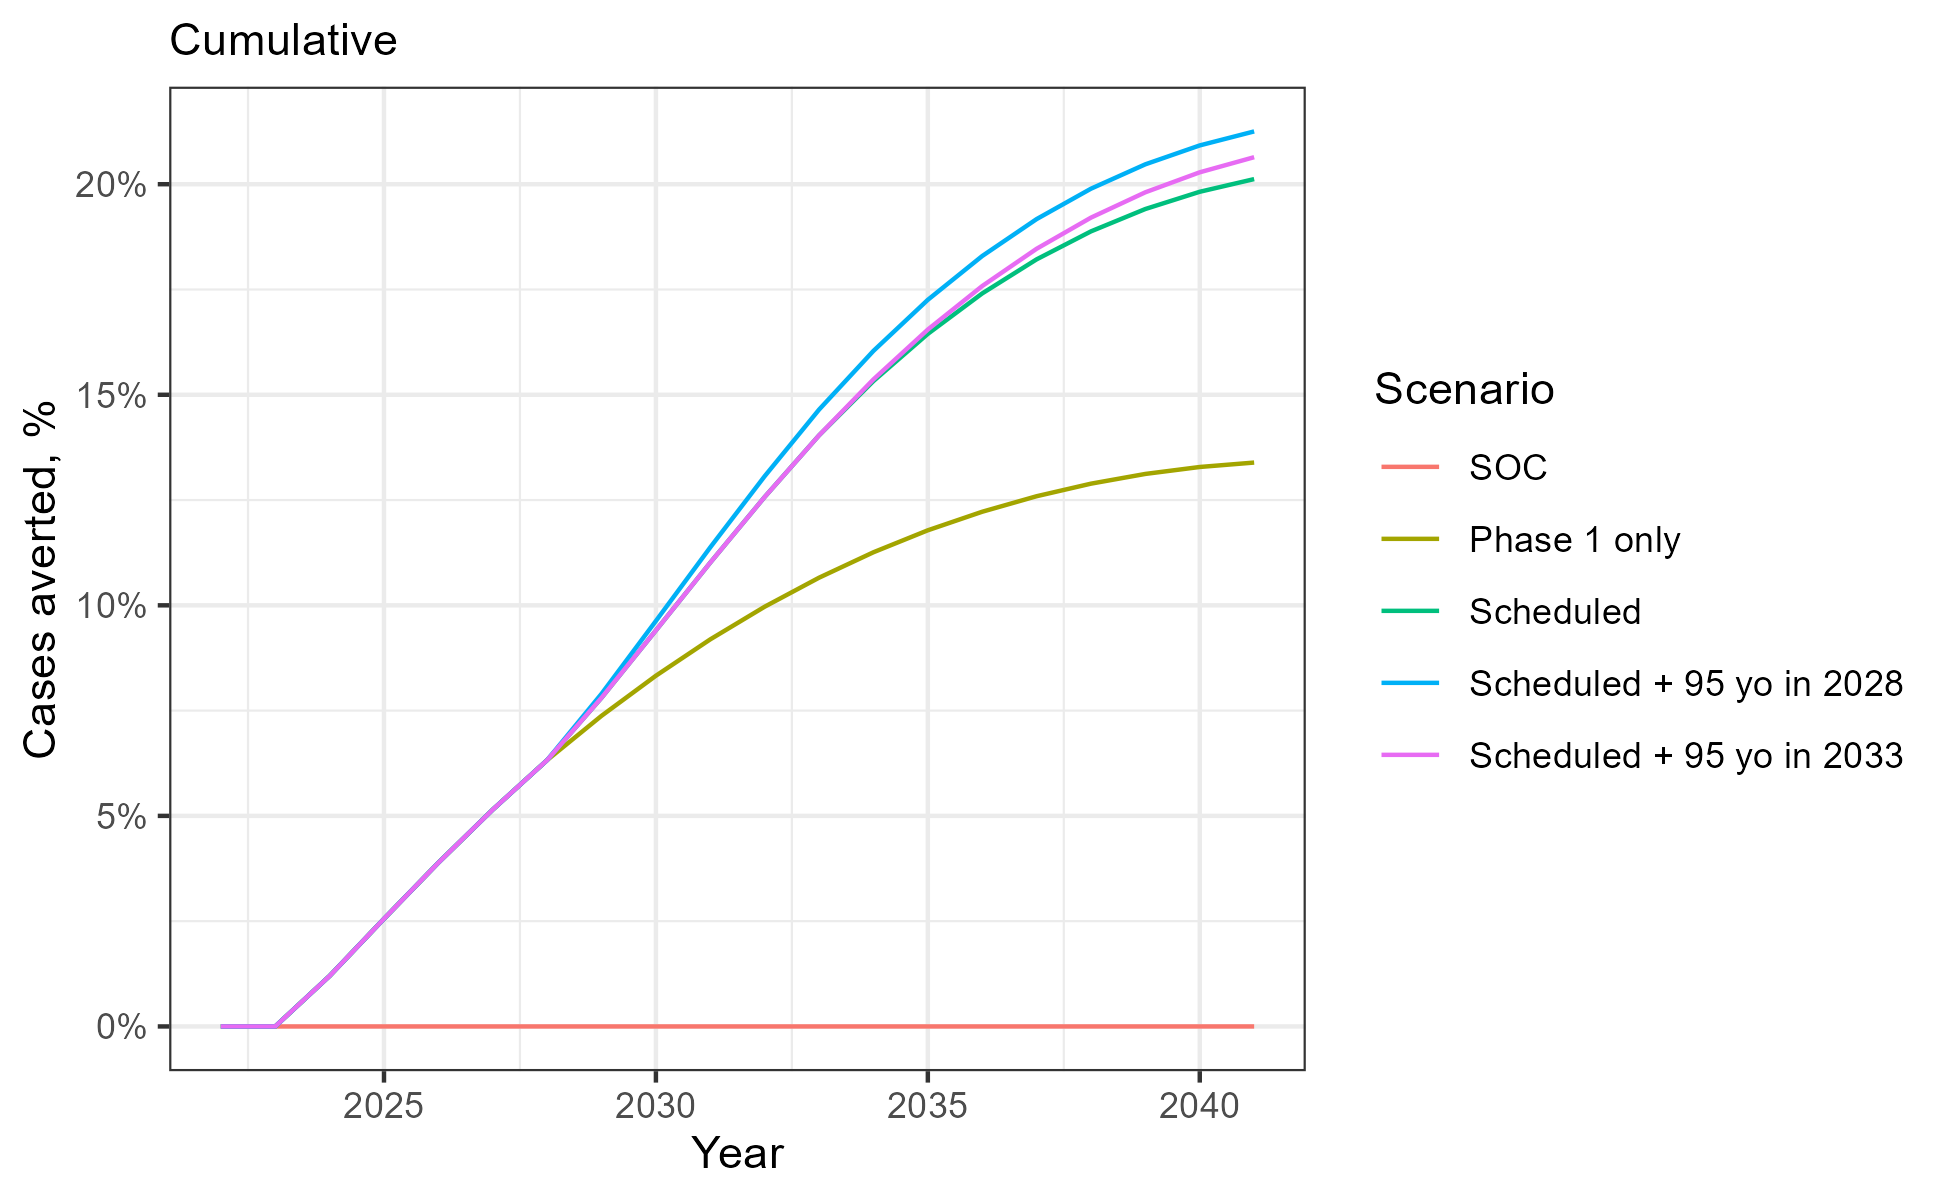 Cumulative
Cases averted, %
20%
15%
10%
5%
0%
2025
2030
2035
2040
Year
Scenario
SOC
Phase 1 only
Scheduled
Scheduled + 95 yo in 2028
Scheduled + 95 yo in 2033